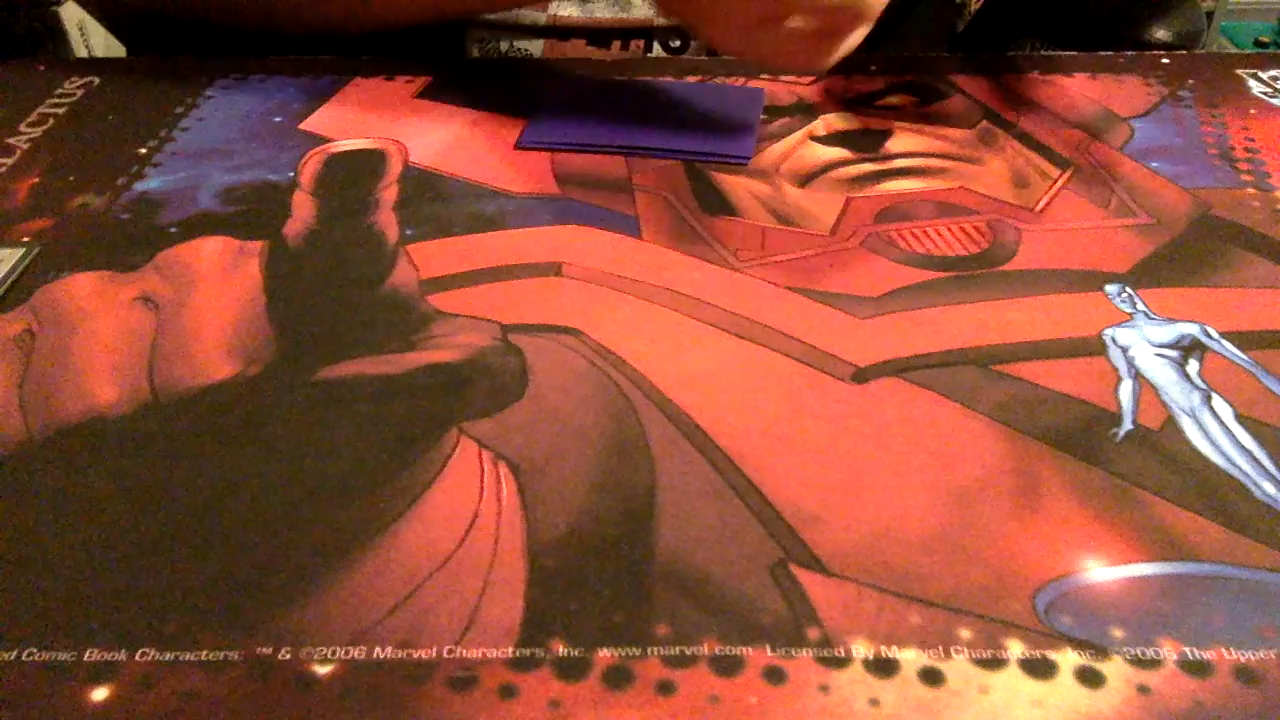 LACTUS
ed Comic Book Characters: ™ & ©2006 Marvel Characters, Inc. www.marvel.com Licensed By Marvel Characters, Inc. ©2006 The Upper